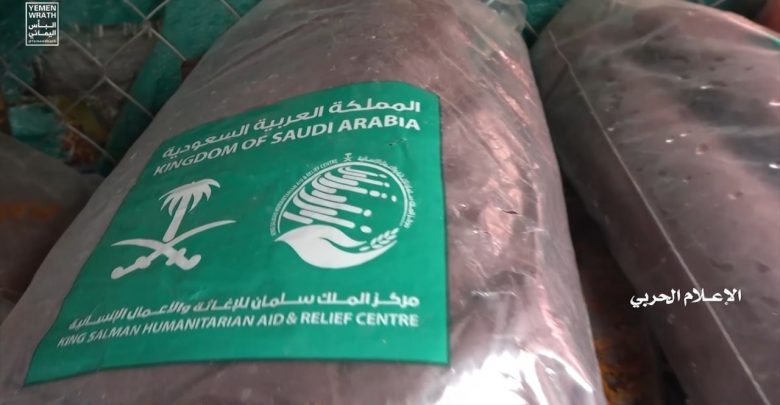 YEMEN
WRATH
البأس
اليماني
المملكة العربية السعودية
KINGDOM OF SAUDI ARABIA
مركز الملك سلمان للإغاثة والأعمال الإنسانية
KING SALMAN HUMANITARIAN AID & RELIEF CENTRE
الإعلام الحربي